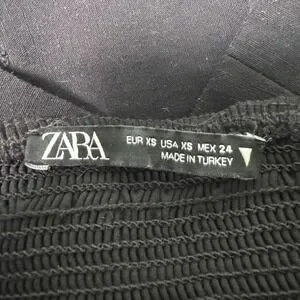 ZARA
EUR XS USA XS MEX 24
MADE IN TURKEY